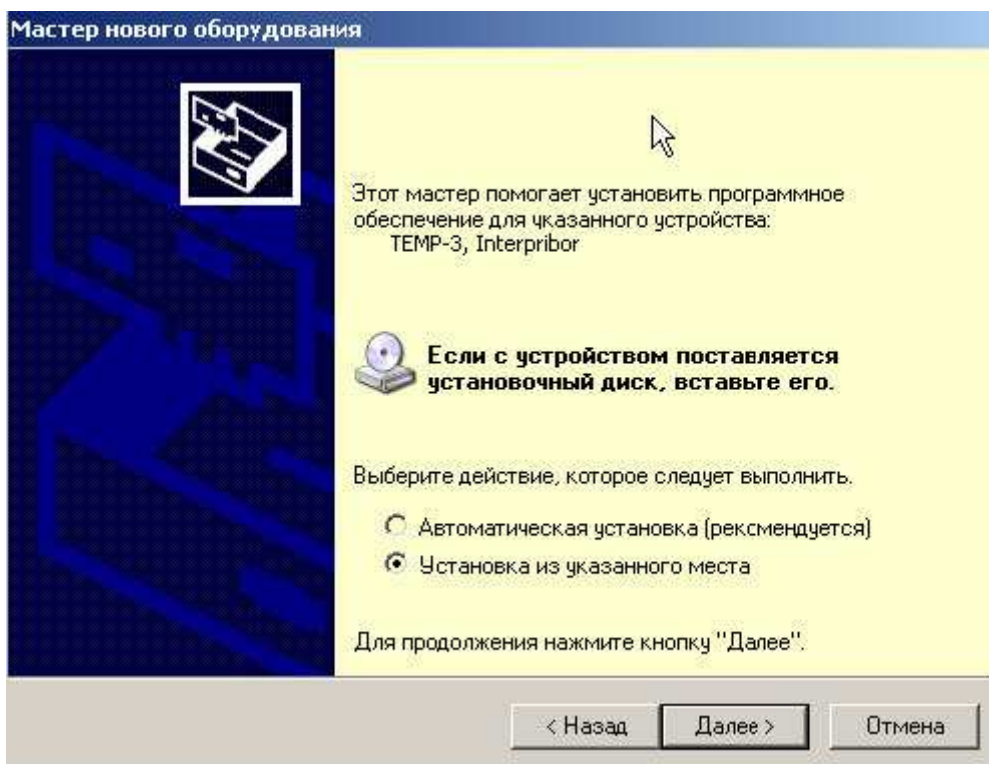 Мастер нового оборудования
Этот мастер помогает установить программное
обеспечение для указанного устройства:
TEMP-3, Interpribor
Если с устройством поставляется
установочный диск, вставьте его.
Выберите действие, которое следует выполнить.
Автоматическая установка (рексмендуется)
Установка из указанного места
Для продолжения нажмите кнопку "Далее".
< Назад
Далее >
Отмена